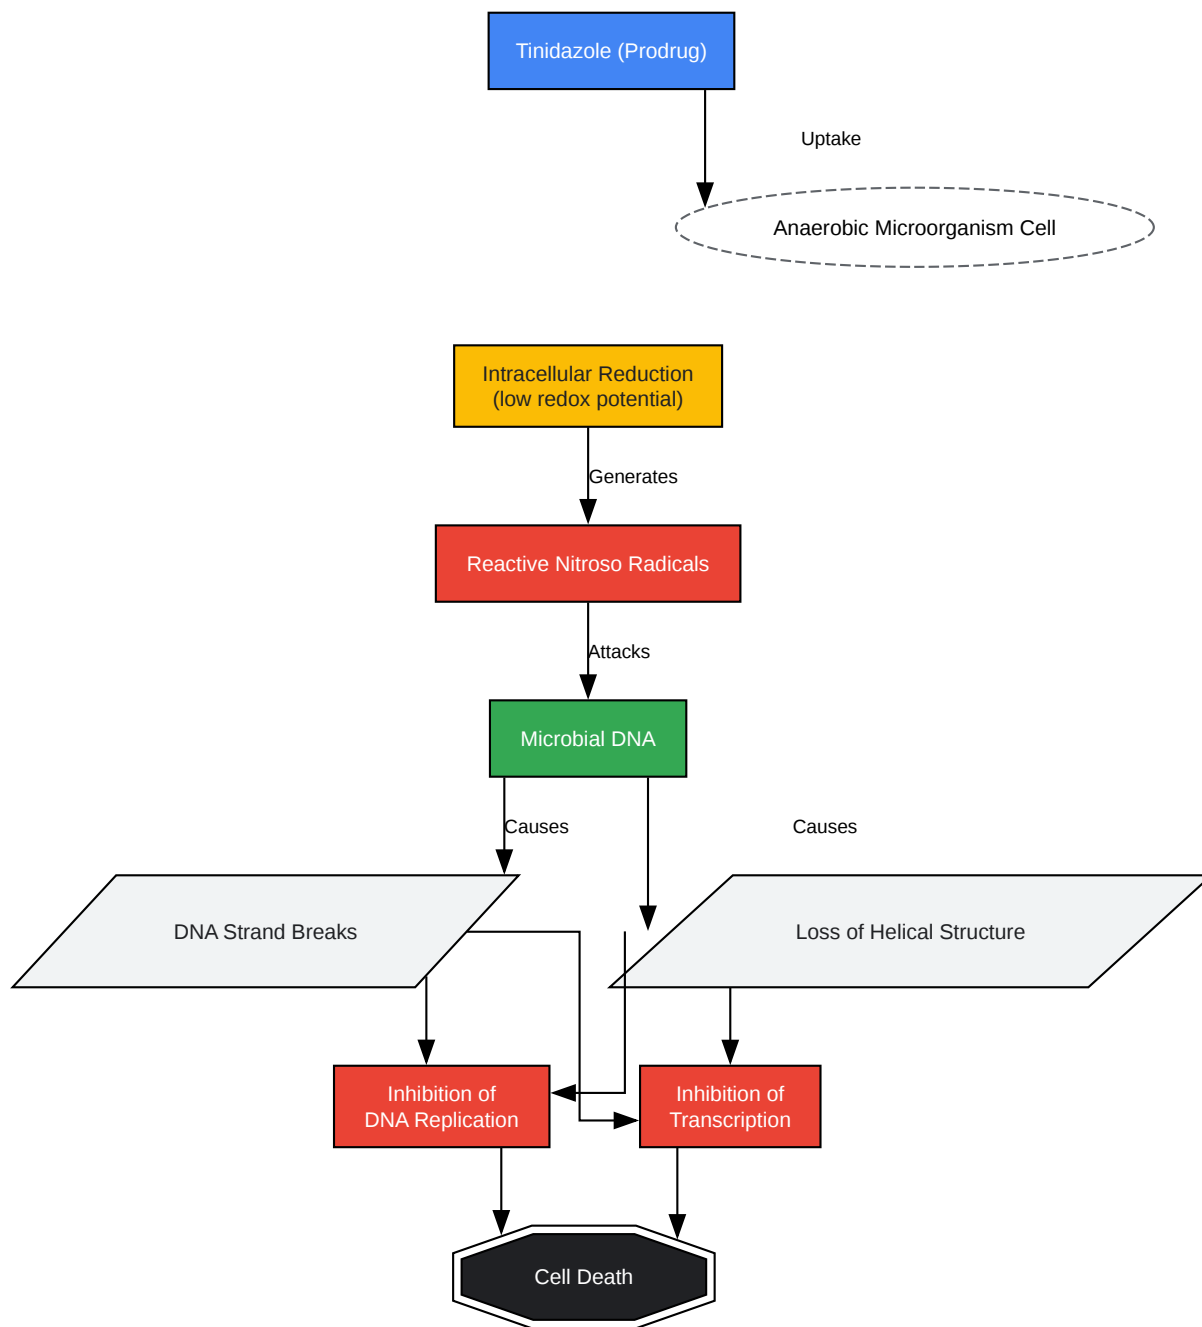 Tinidazole (Prodrug)
Uptake
Anaerobic Microorganism Cell
Intracellular Reduction
(low redox potential)
Generates
Reactive Nitroso Radicals
Attacks
Microbial DNA
Causes
Causes
DNA Strand Breaks
Loss of Helical Structure
Inhibition of
DNA Replication
Inhibition of
Transcription
Cell Death